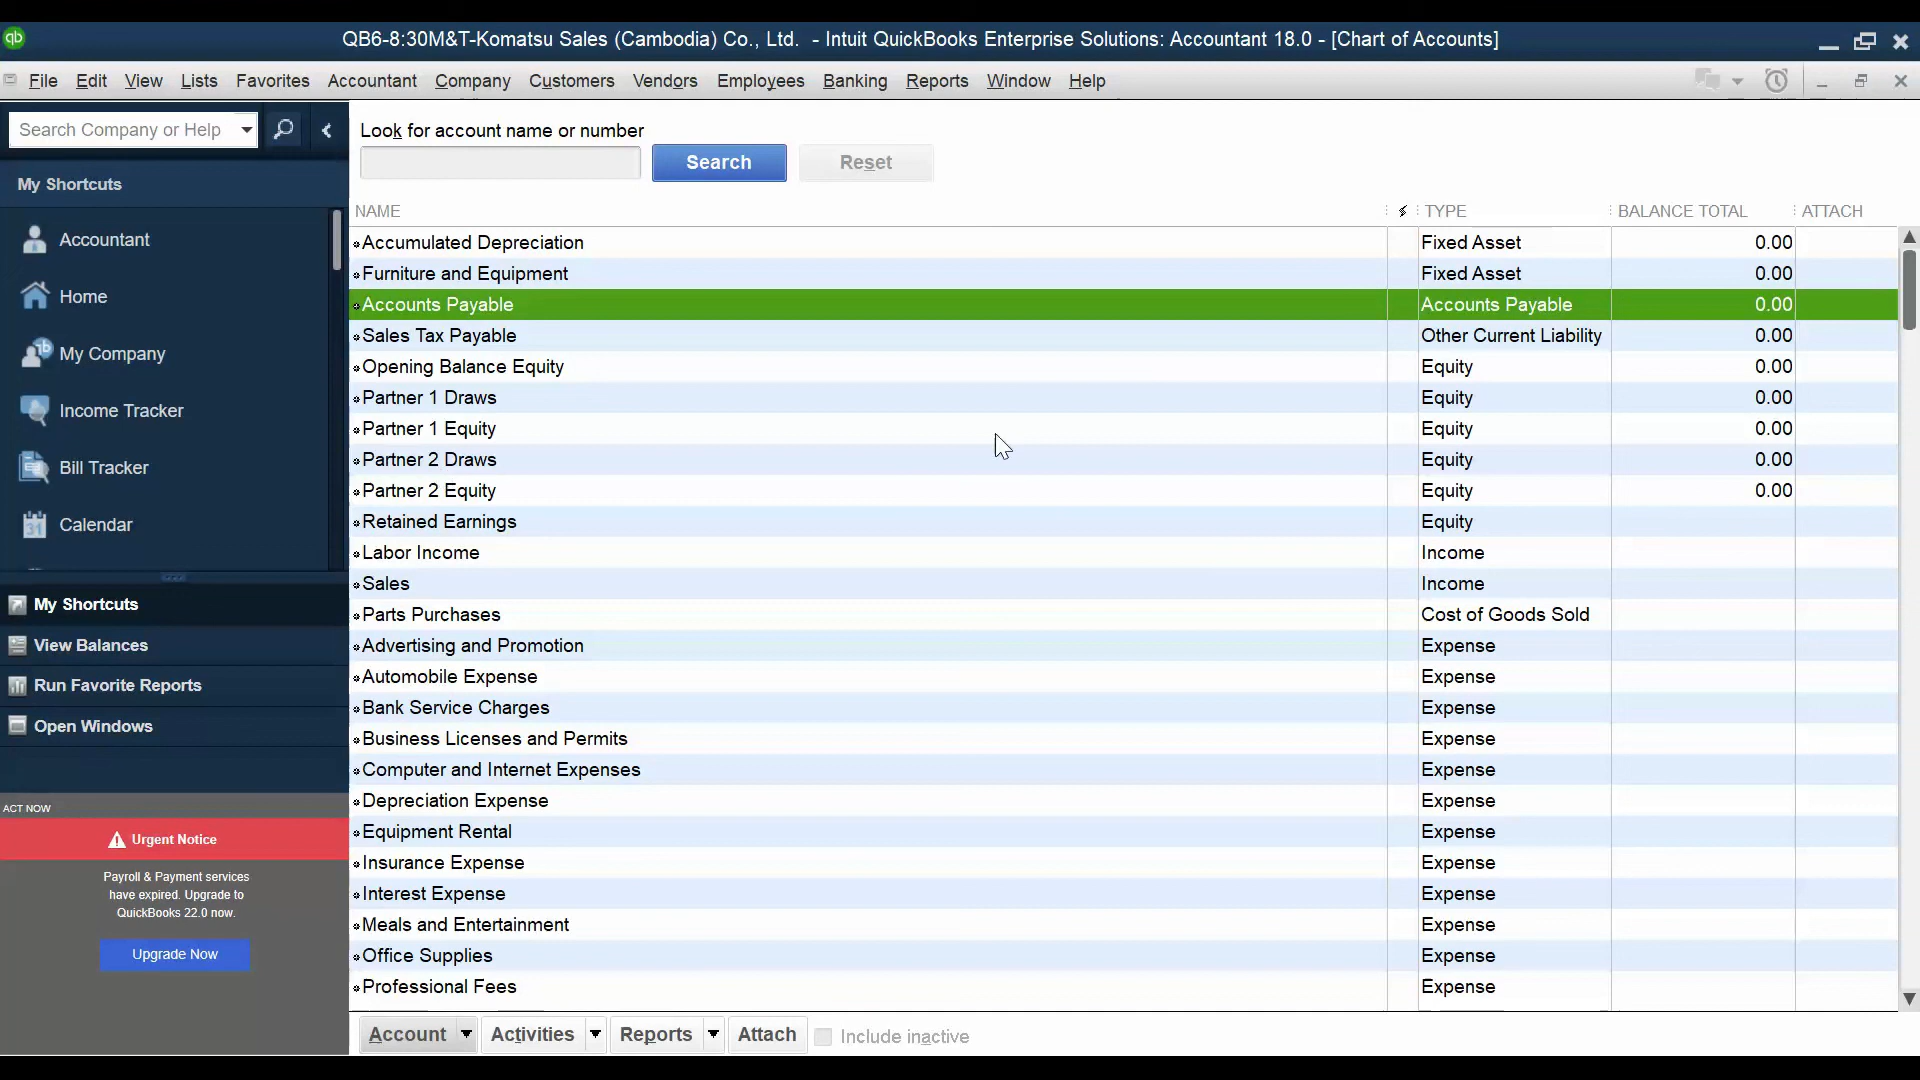 qb
QB6-8:30M&T-Komatsu Sales (Cambodia) Co., Ltd. - Intuit QuickBooks Enterprise Solutions: Accountant 18.0 - [Chart of Accounts]
File Edit View Lists Favorites Accountant Company Customers Vendors Employees Banking Reports Window Help
Search Company or Help
My Shortcuts
Accountant
Home
My Company
Income Tracker
Bill Tracker
31 Calendar
My Shortcuts
View Balances
Run Favorite Reports
Open Windows
ACT NOW
Urgent Notice
Payroll & Payment services
have expired. Upgrade to
QuickBooks 22.0 now.
Upgrade Now
Look for account name or number
Search Reset
NAME TYPE BALANCE TOTAL ATTACH
Accumulated Depreciation Fixed Asset 0.00
Furniture and Equipment Fixed Asset 0.00
Accounts Payable Accounts Payable 0.00
Sales Tax Payable Other Current Liability 0.00
Opening Balance Equity Equity 0.00
Partner 1 Draws Equity 0.00
Partner 1 Equity Equity 0.00
Partner 2 Draws Equity 0.00
Partner 2 Equity Equity 0.00
Retained Earnings Equity
Labor Income Income
Sales Income
Parts Purchases Cost of Goods Sold
Advertising and Promotion Expense
Automobile Expense Expense
Bank Service Charges Expense
Business Licenses and Permits Expense
Computer and Internet Expenses Expense
Depreciation Expense Expense
Equipment Rental Expense
Insurance Expense Expense
Interest Expense Expense
Meals and Entertainment Expense
Office Supplies Expense
Professional Fees Expense
Account Activities Reports Attach Include inactive